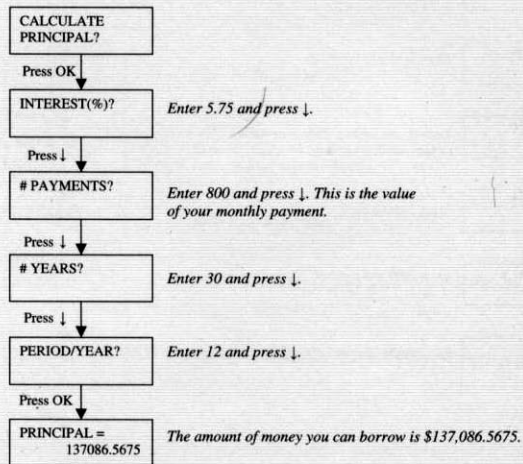 CALCULATE
PRINCIPAL?
Press OK
INTEREST(%)?
Enter 5.75 and press ↓.
Press ↓
# PAYMENTS?
Enter 800 and press ↓. This is the value
of your monthly payment.
Press ↓
# YEARS?
Enter 30 and press ↓.
Press ↓
PERIOD/YEAR?
Enter 12 and press ↓.
Press OK
PRINCIPAL =
137086.5675
The amount of money you can borrow is $137,086.5675.